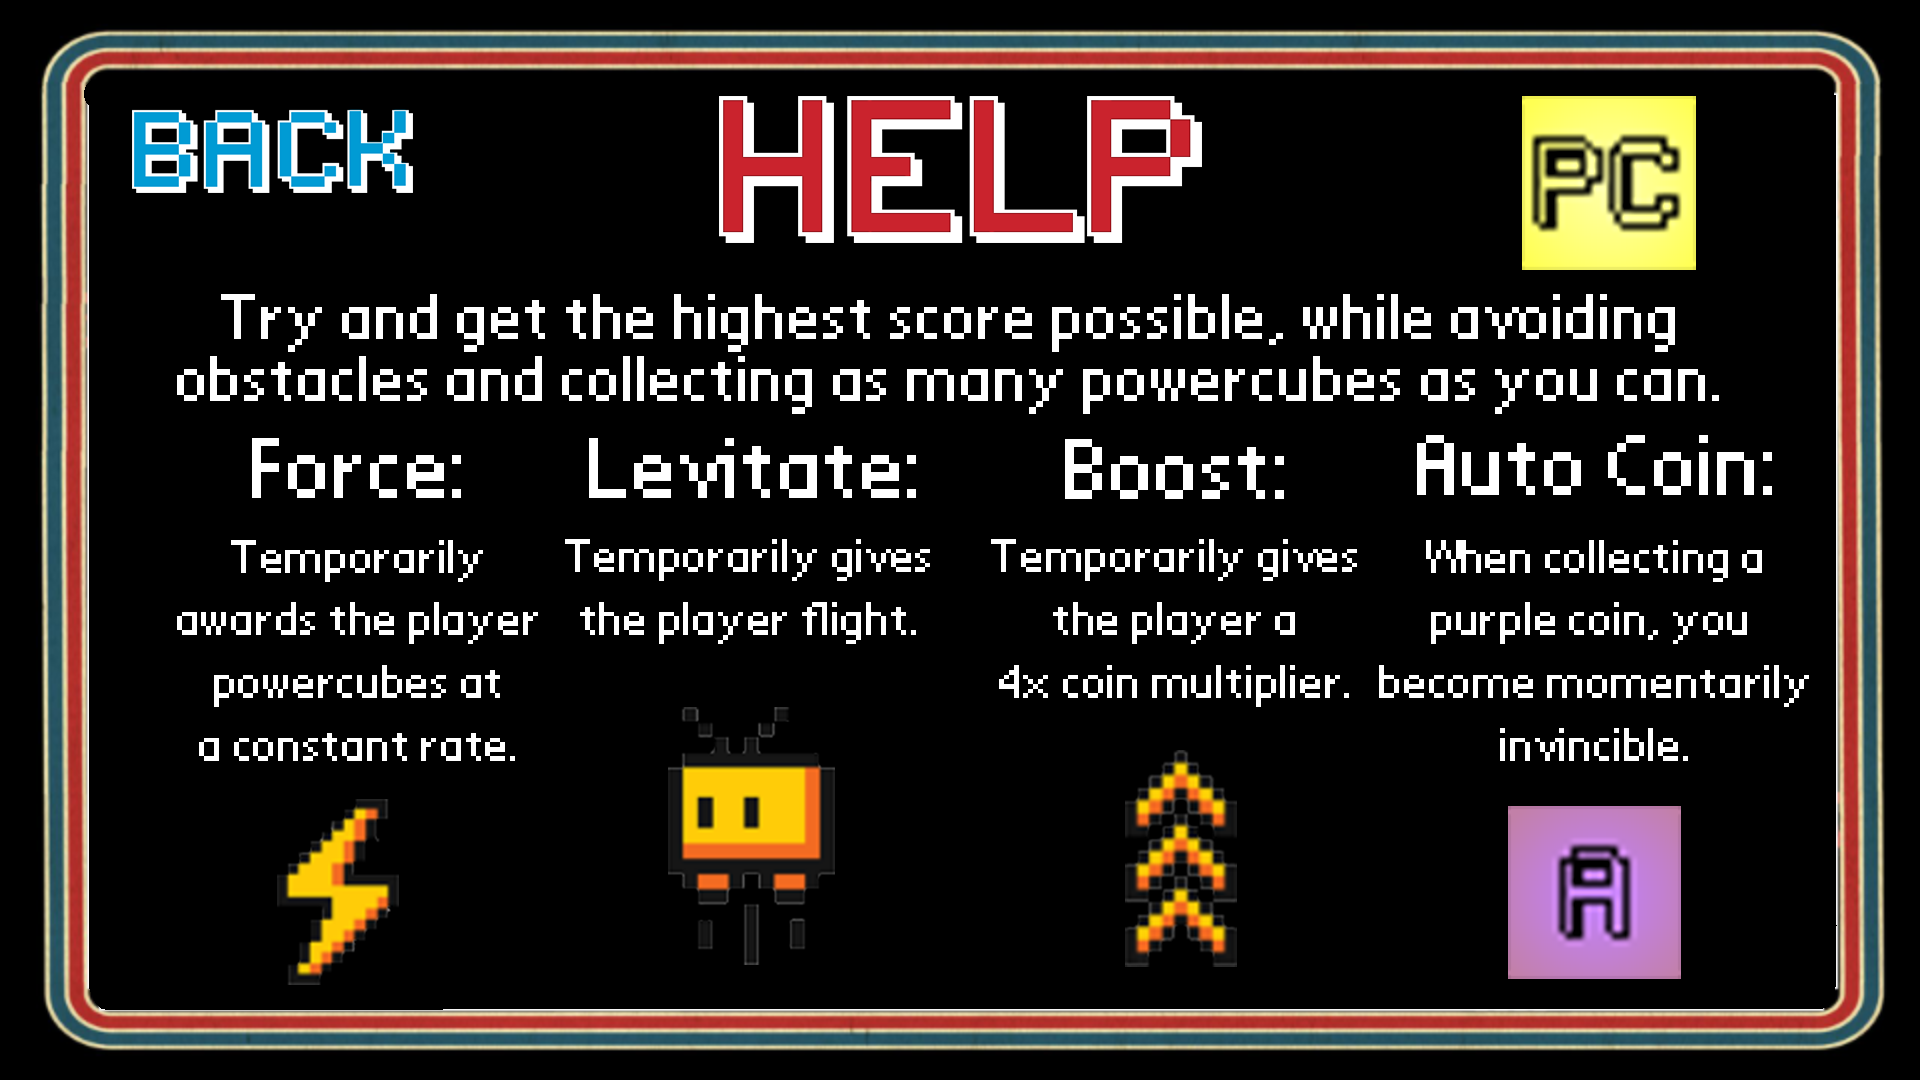 BACK
HELP
PC
Try and get the highest score possible, while avoiding
obstacles and collecting as many powercubes as you can.
Force:
Temporarily
awards the player
powercubes at
a constant rate.
Levitate:
Temporarily gives
the player flight.
Boost:
Temporarily gives
the player a
4x coin multiplier.
Auto Coin:
When collecting a
purple coin, you
become momentarily
invincible.
A